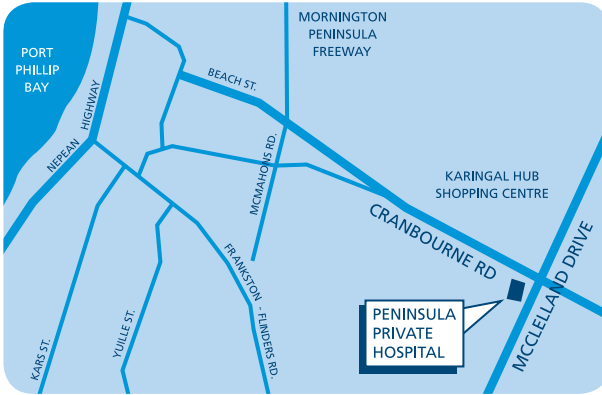 MORNINGTON
PENINSULA
FREEWAY
PORT
PHILLIP
BAY
BEACH ST.
NEPEAN HIGHWAY
MCMAHONS RD.
KARINGAL HUB
SHOPPING CENTRE
CRANBOURNE RD
MCCLELLAND DRIVE
FRANKSTON - FLINDERS RD.
PENINSULA
PRIVATE
HOSPITAL
KARS ST.
YUILLE ST.